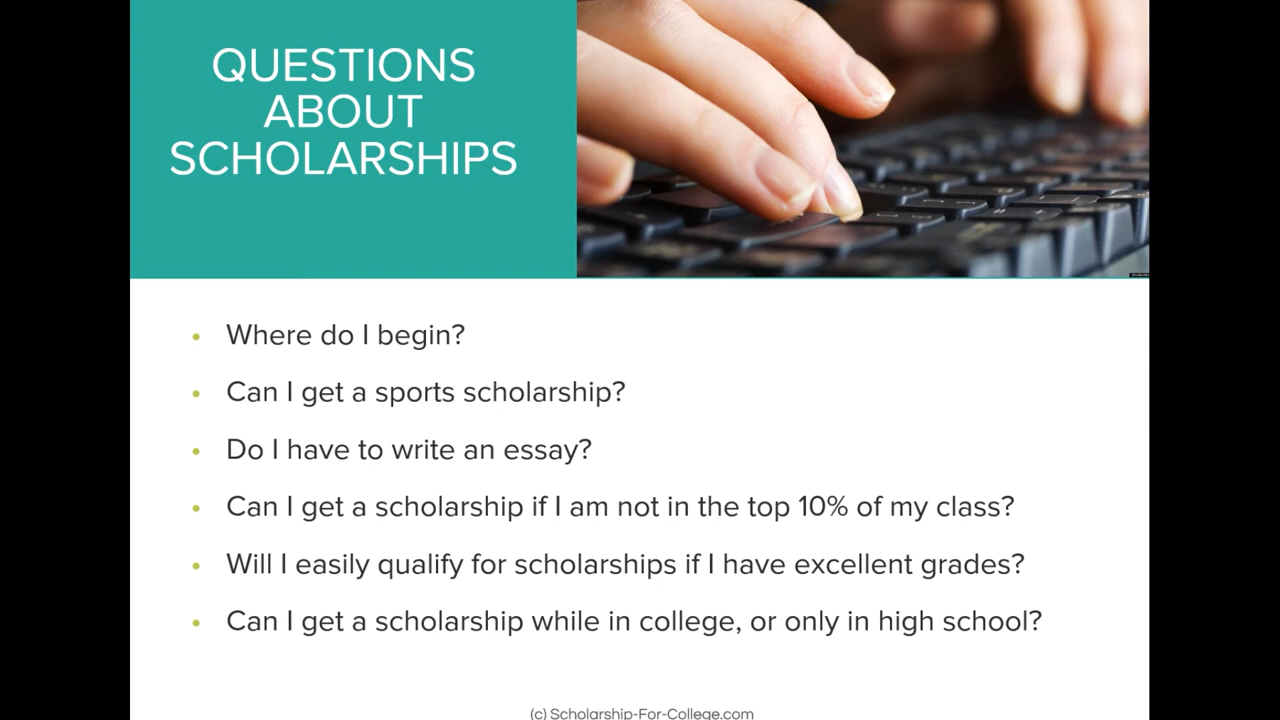 QUESTIONS
ABOUT
SCHOLARSHIPS
• Where do I begin?
• Can I get a sports scholarship?
• Do I have to write an essay?
• Can I get a scholarship if I am not in the top 10% of my class?
• Will I easily qualify for scholarships if I have excellent grades?
• Can I get a scholarship while in college, or only in high school?
(c) Scholarship-For-College.com